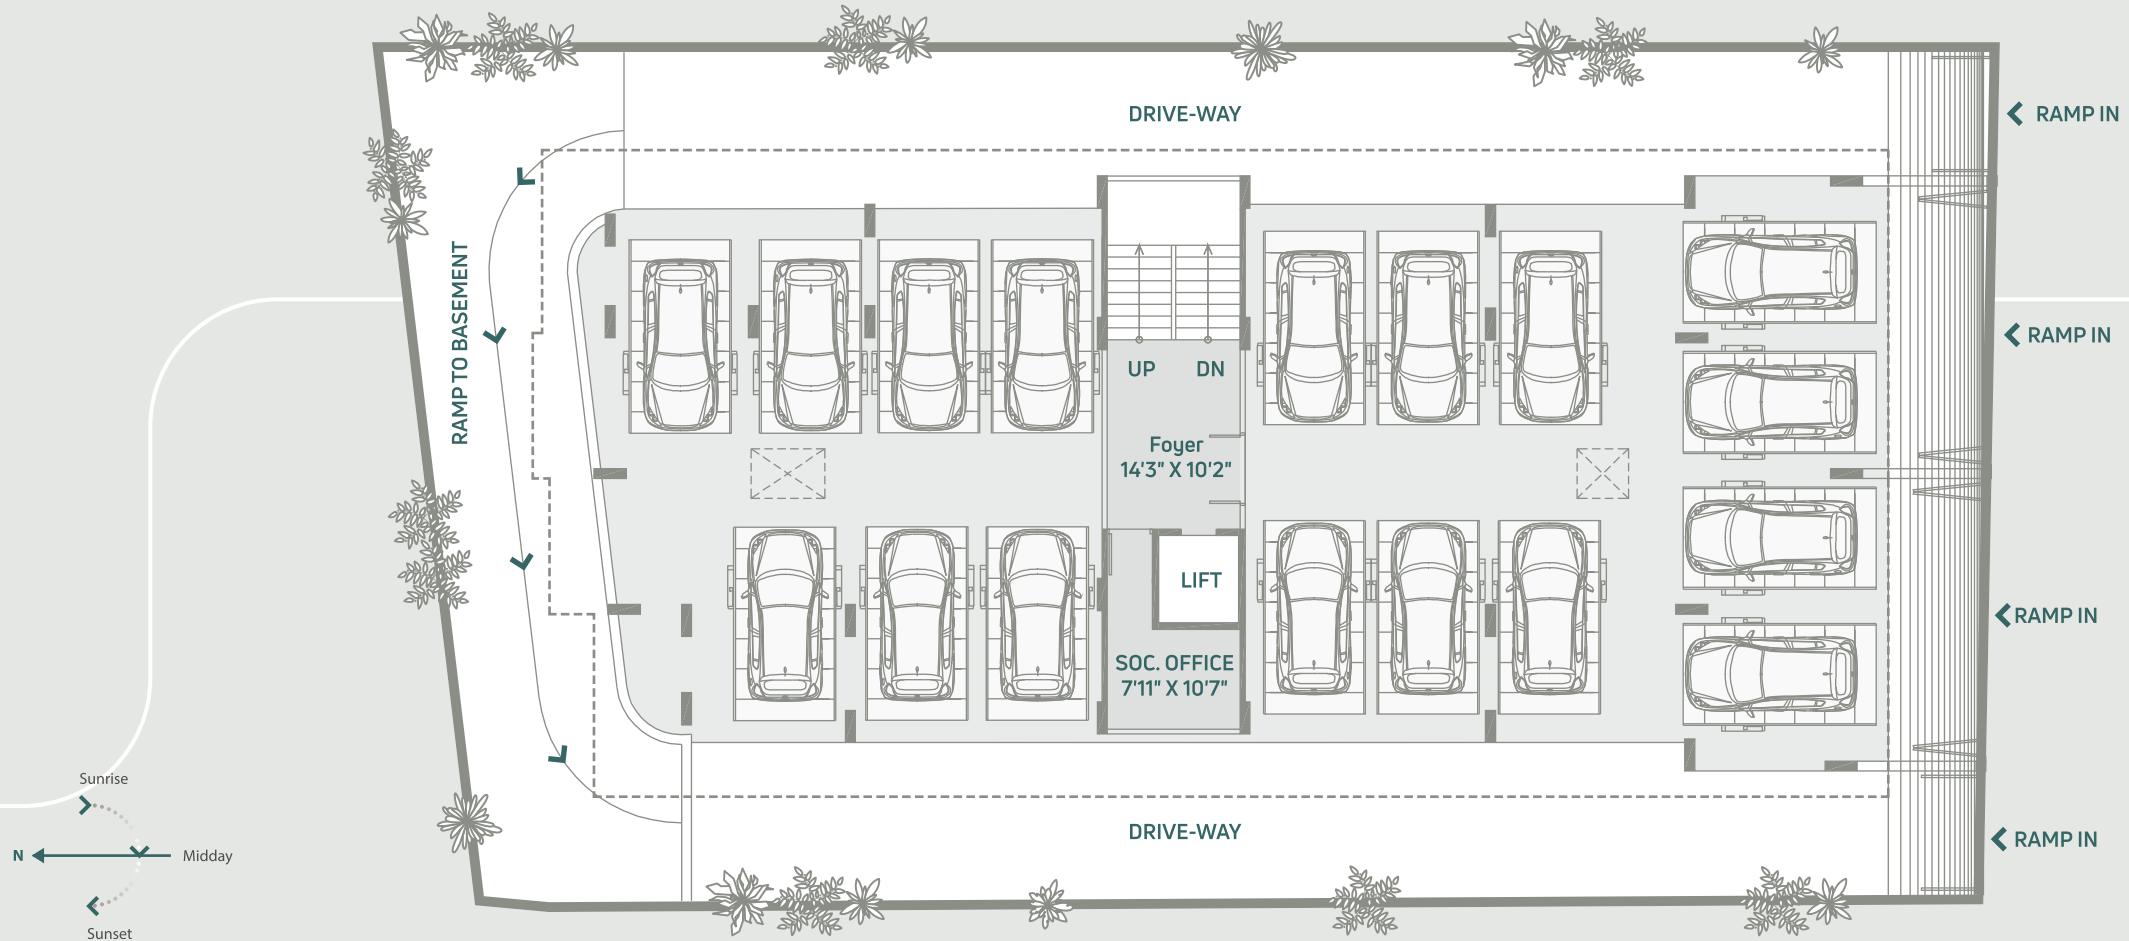 DRIVE-WAY
RAMP IN
RAMP TO BASEMENT
RAMP IN
UP DN
Foyer
14'3" X 10'2"
LIFT
RAMP IN
SOC. OFFICE
7'11" X 10'7"
DRIVE-WAY
RAMP IN
Sunrise
N
Midday
Sunset